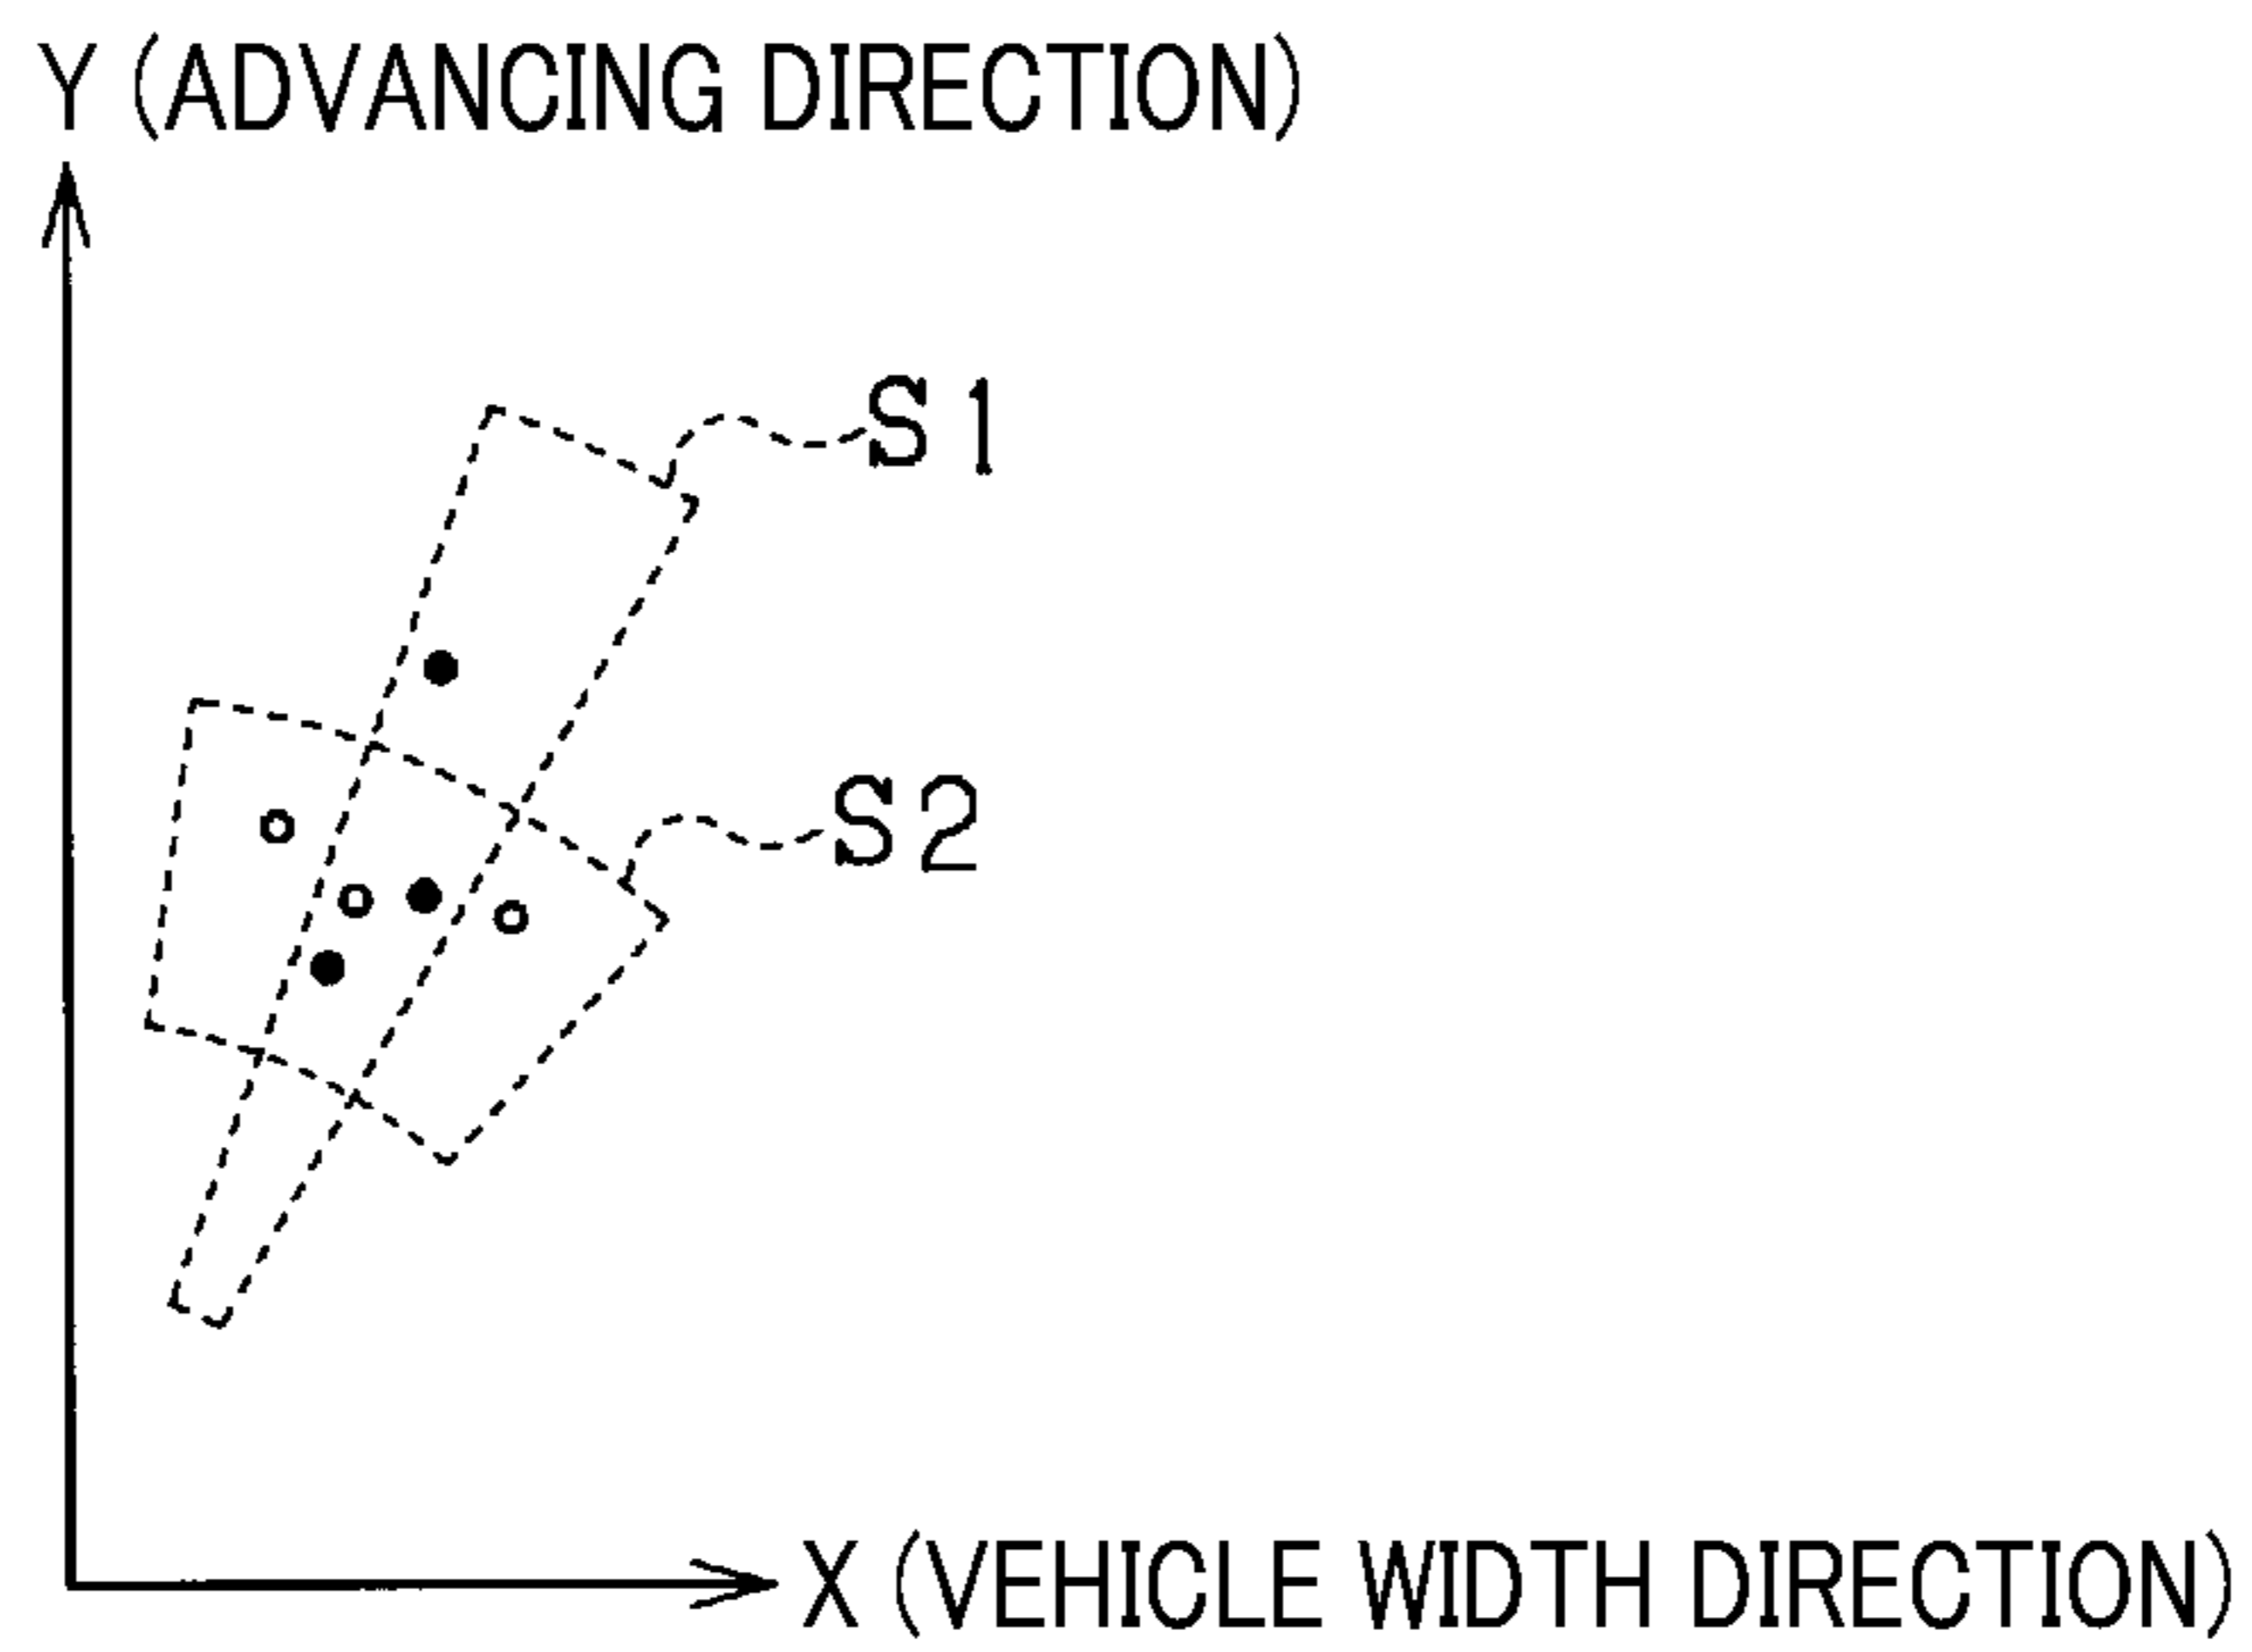 Y (ADVANCING DIRECTION)
S1
S2
X (VEHICLE WIDTH DIRECTION)